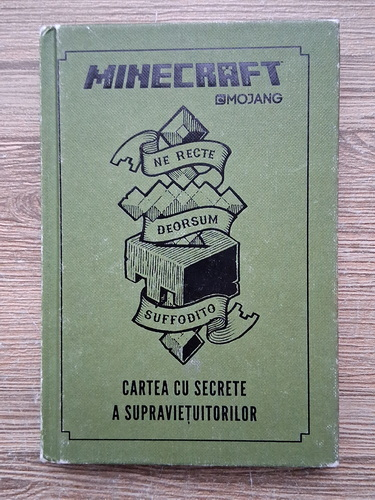 MINECRAFT
MOJANG
NE RECTE
DEORSUM
SUFFODITO
CARTEA CU SECRETE
A SUPRAVIEȚUITORILOR